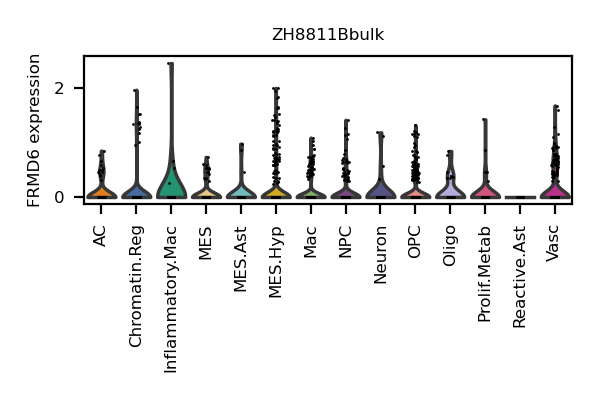 ZH8811Bbulk
FRMD6 expression
2
0
AC
Chromatin.Reg
Inflammatory.Mac
MES
MES.Ast
MES.Hyp
Mac
NPC
Neuron
OPC
Oligo
Prolif.Metab
Reactive.Ast
Vasc